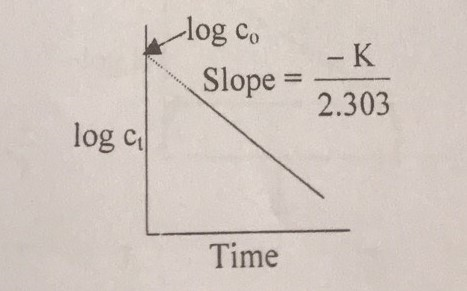 log c₀
Slope = – K / 2.303
log cₜ
Time